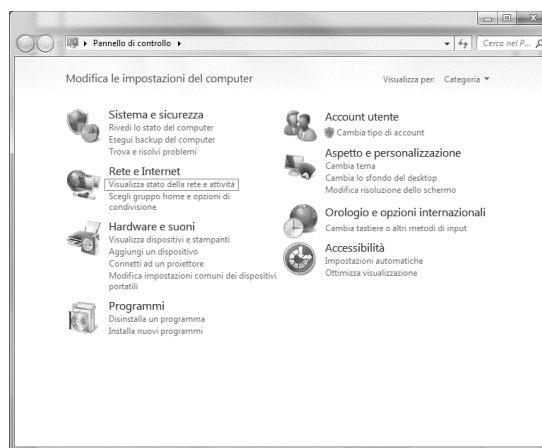 Pannello di controllo
Cerca nel P...
Modifica le impostazioni del computer
Visualizza per: Categoria
Sistema e sicurezza
Rivedi lo stato del computer
Esegui backup del computer
Trova e risolvi problemi
Rete e Internet
Visualizza stato della rete e attività
Scegli gruppo home e opzioni di
condivisione
Hardware e suoni
Visualizza dispositivi e stampanti
Aggiungi un dispositivo
Connetti ad un proiettore
Modifica impostazioni comuni dei dispositivi
portatili
Programmi
Disinstalla un programma
Installa nuovi programmi
Account utente
Cambia tipo di account
Aspetto e personalizzazione
Cambia tema
Cambia lo sfondo del desktop
Modifica risoluzione dello schermo
Orologio e opzioni internazionali
Cambia tastiere o altri metodi di input
Accessibilità
Impostazioni automatiche
Ottimizza visualizzazione